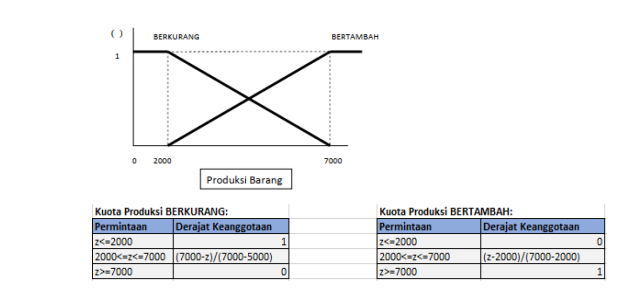 ( )
BERKURANG
BERTAMBAH
1
0 2000 7000
Produksi Barang
Kuota Produksi BERKURANG:
Permintaan Derajat Keanggotaan
z<=2000 1
2000<=z<=7000 (7000-z)/(7000-5000)
z>=7000 0
Kuota Produksi BERTAMBAH:
Permintaan Derajat Keanggotaan
z<=2000 0
2000<=z<=7000 (z-2000)/(7000-2000)
z>=7000 1